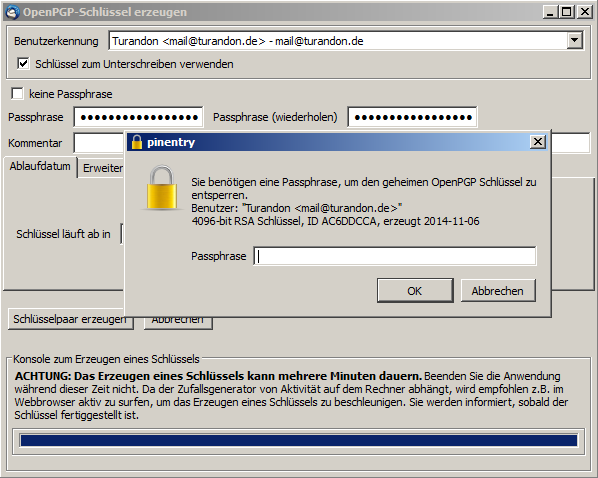 OpenPGP-Schlüssel erzeugen
Benutzerkennung Turandon <mail@turandon.de> - mail@turandon.de
Schlüssel zum Unterschreiben verwenden
keine Passphrase
Passphrase ●●●●●●●●●●●●●●●●● Passphrase (wiederholen) ●●●●●●●●●●●●●●●●●
Kommentar
pinentry
Sie benötigen eine Passphrase, um den geheimen OpenPGP Schlüssel zu
entsperren.
Benutzer: "Turandon <mail@turandon.de>"
4096-bit RSA Schlüssel, ID AC6DDCCA, erzeugt 2014-11-06
Passphrase
OK Abbrechen
Ablaufdatum Erweiter
Schlüssel läuft ab in
Schlüsselpaar erzeugen Abbrechen
Konsole zum Erzeugen eines Schlüssels
ACHTUNG: Das Erzeugen eines Schlüssels kann mehrere Minuten dauern. Beenden Sie die Anwendung
während dieser Zeit nicht. Da der Zufallsgenerator von Aktivität auf dem Rechner abhängt, wird empfohlen z.B. im
Webbrowser aktiv zu surfen, um das Erzeugen eines Schlüssels zu beschleunigen. Sie werden informiert, sobald der
Schlüssel fertiggestellt ist.